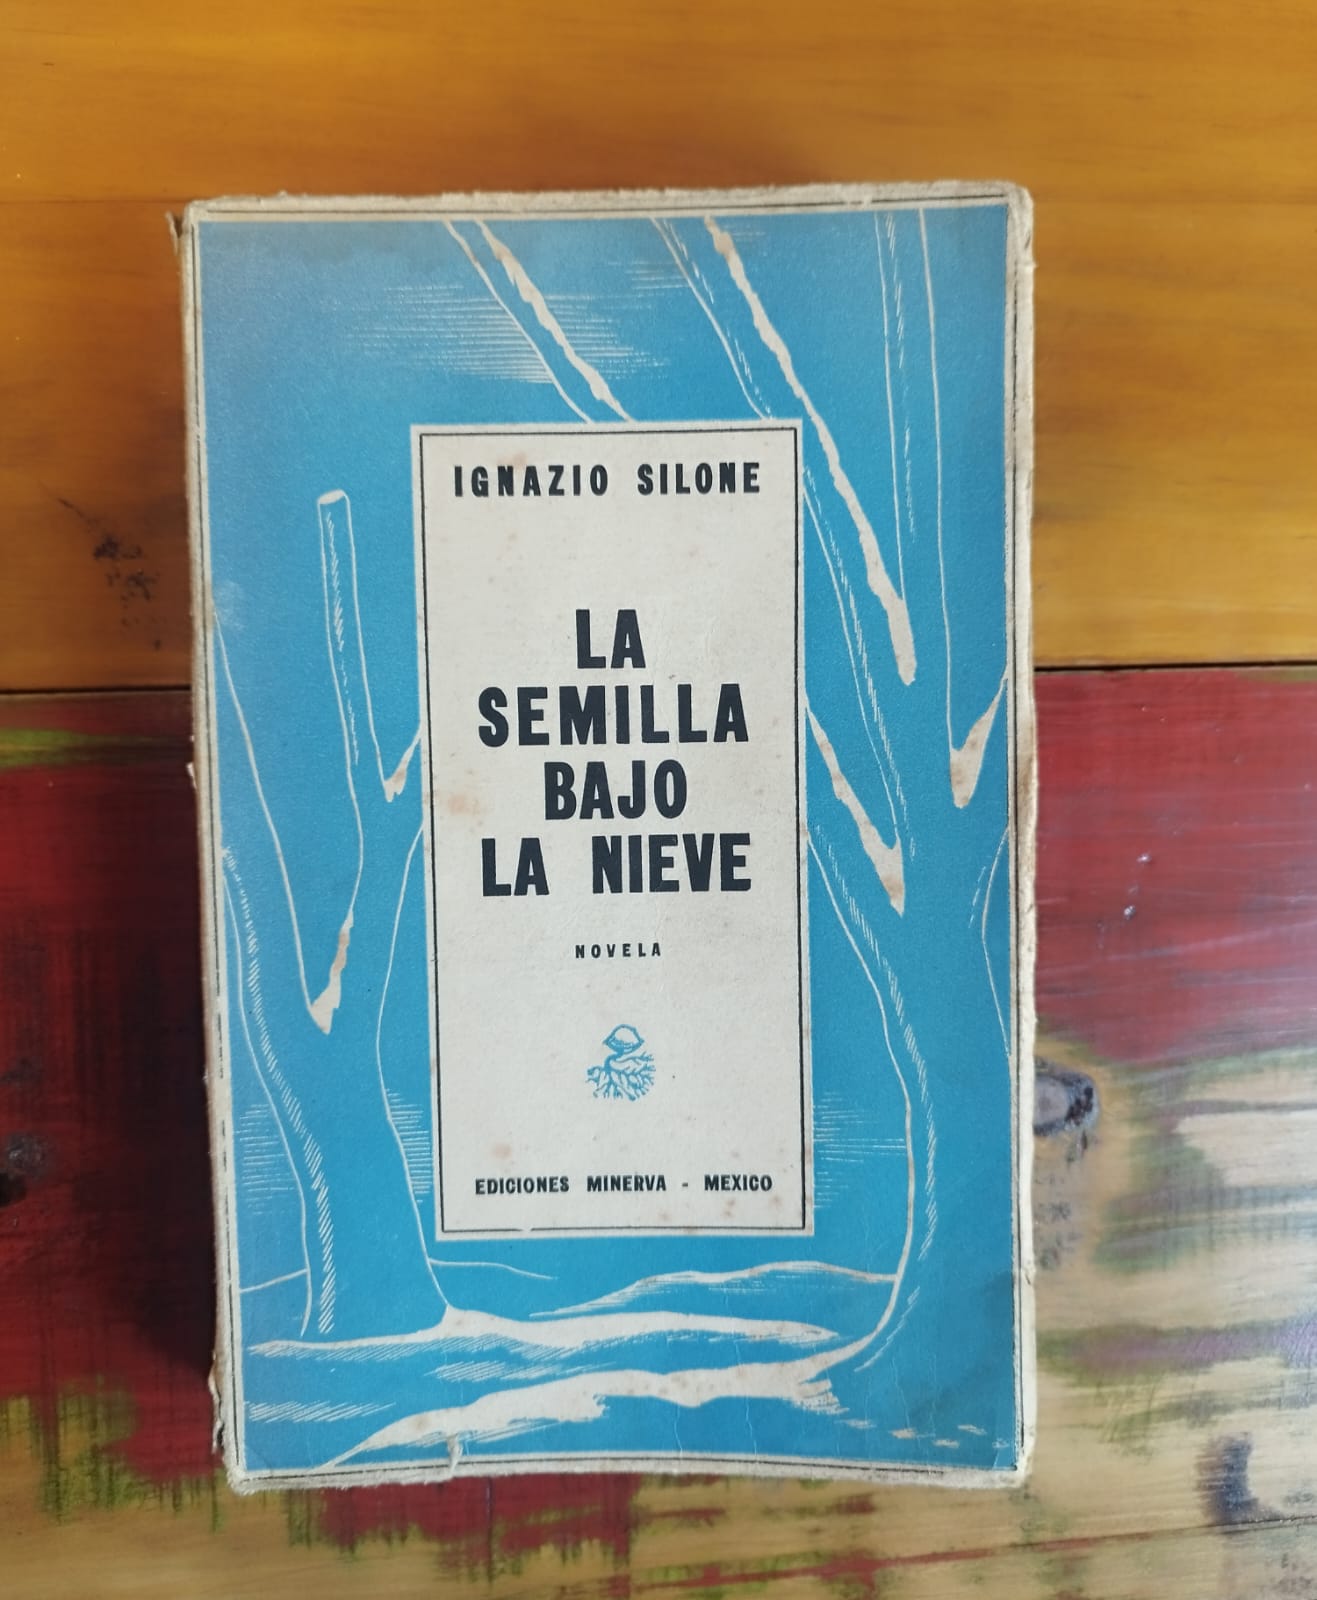 IGNAZIO SILONE
LA
SEMILLA
BAJO
LA NIEVE
NOVELA
EDICIONES MINERVA - MEXICO